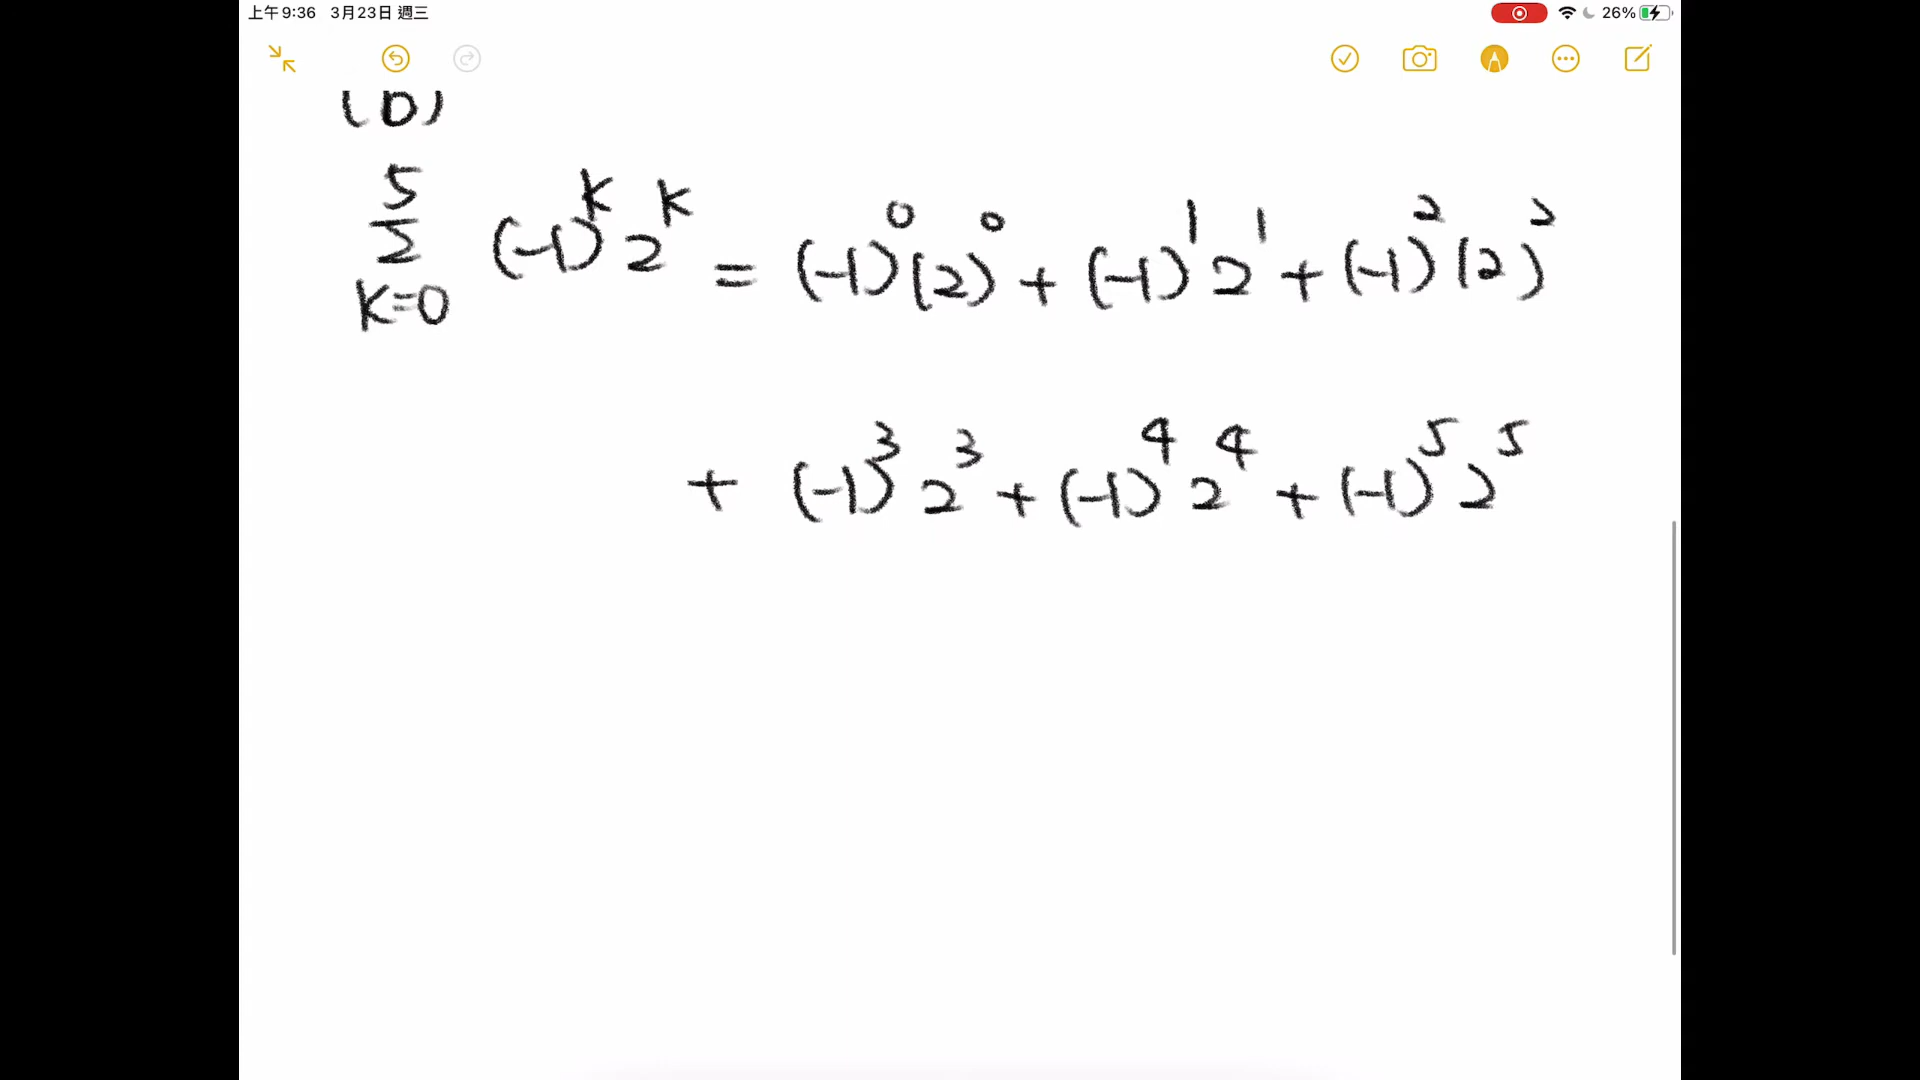 上午9:36 3月23日 週三 26%
(b)
5
Σ (-1)^k 2^k = (-1)^0 (2)^0 + (-1)^1 2^1 + (-1)^2 (2)^2
k=0
+ (-1)^3 2^3 + (-1)^4 2^4 + (-1)^5 2^5